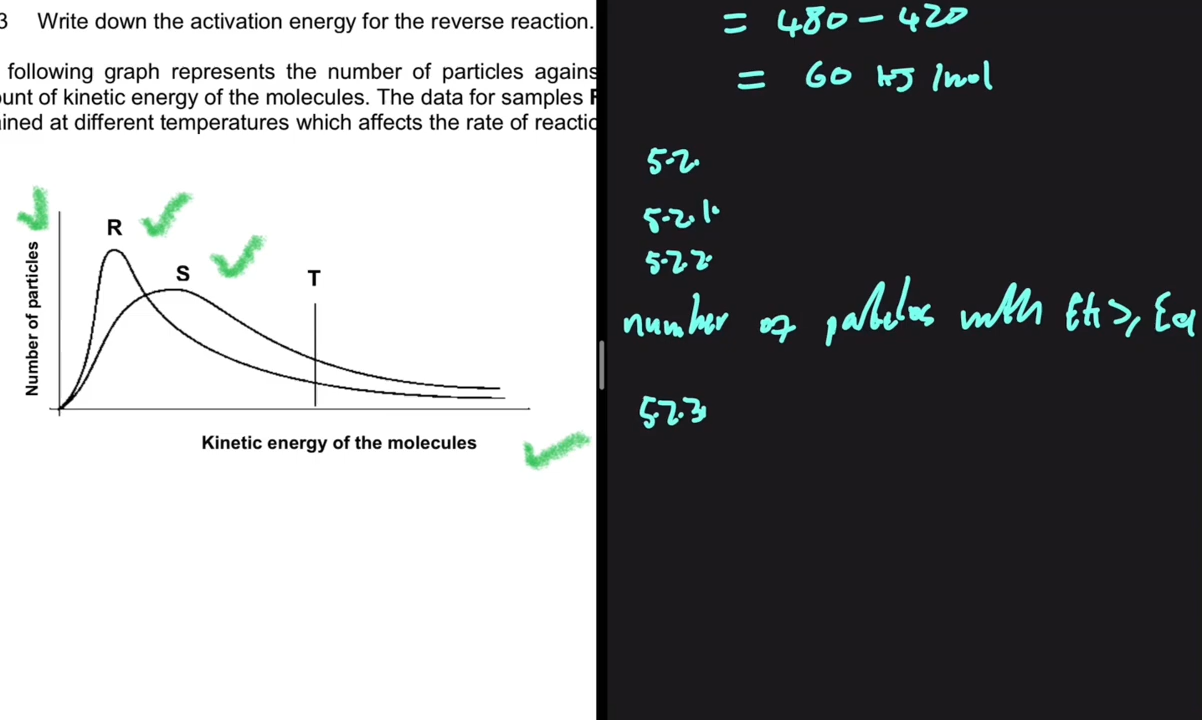 3 Write down the activation energy for the reverse reaction.
following graph represents the number of particles agains
ount of kinetic energy of the molecules. The data for samples R
ined at different temperatures which affects the rate of reactio
R
S
T
Number of particles
Kinetic energy of the molecules
= 480 - 420
= 60 kJ/mol
5.2.
5.2.1.
5.2.2
number of with Ek ≥ Ea
5.2.3